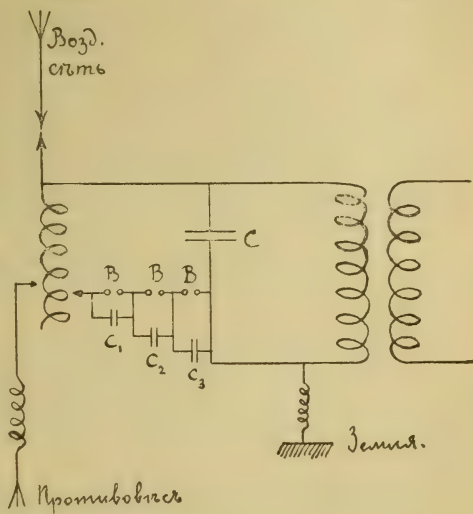 Возд.
сѣть
C
B B B
C₁
C₂
C₃
Земля.
Противовѣсъ